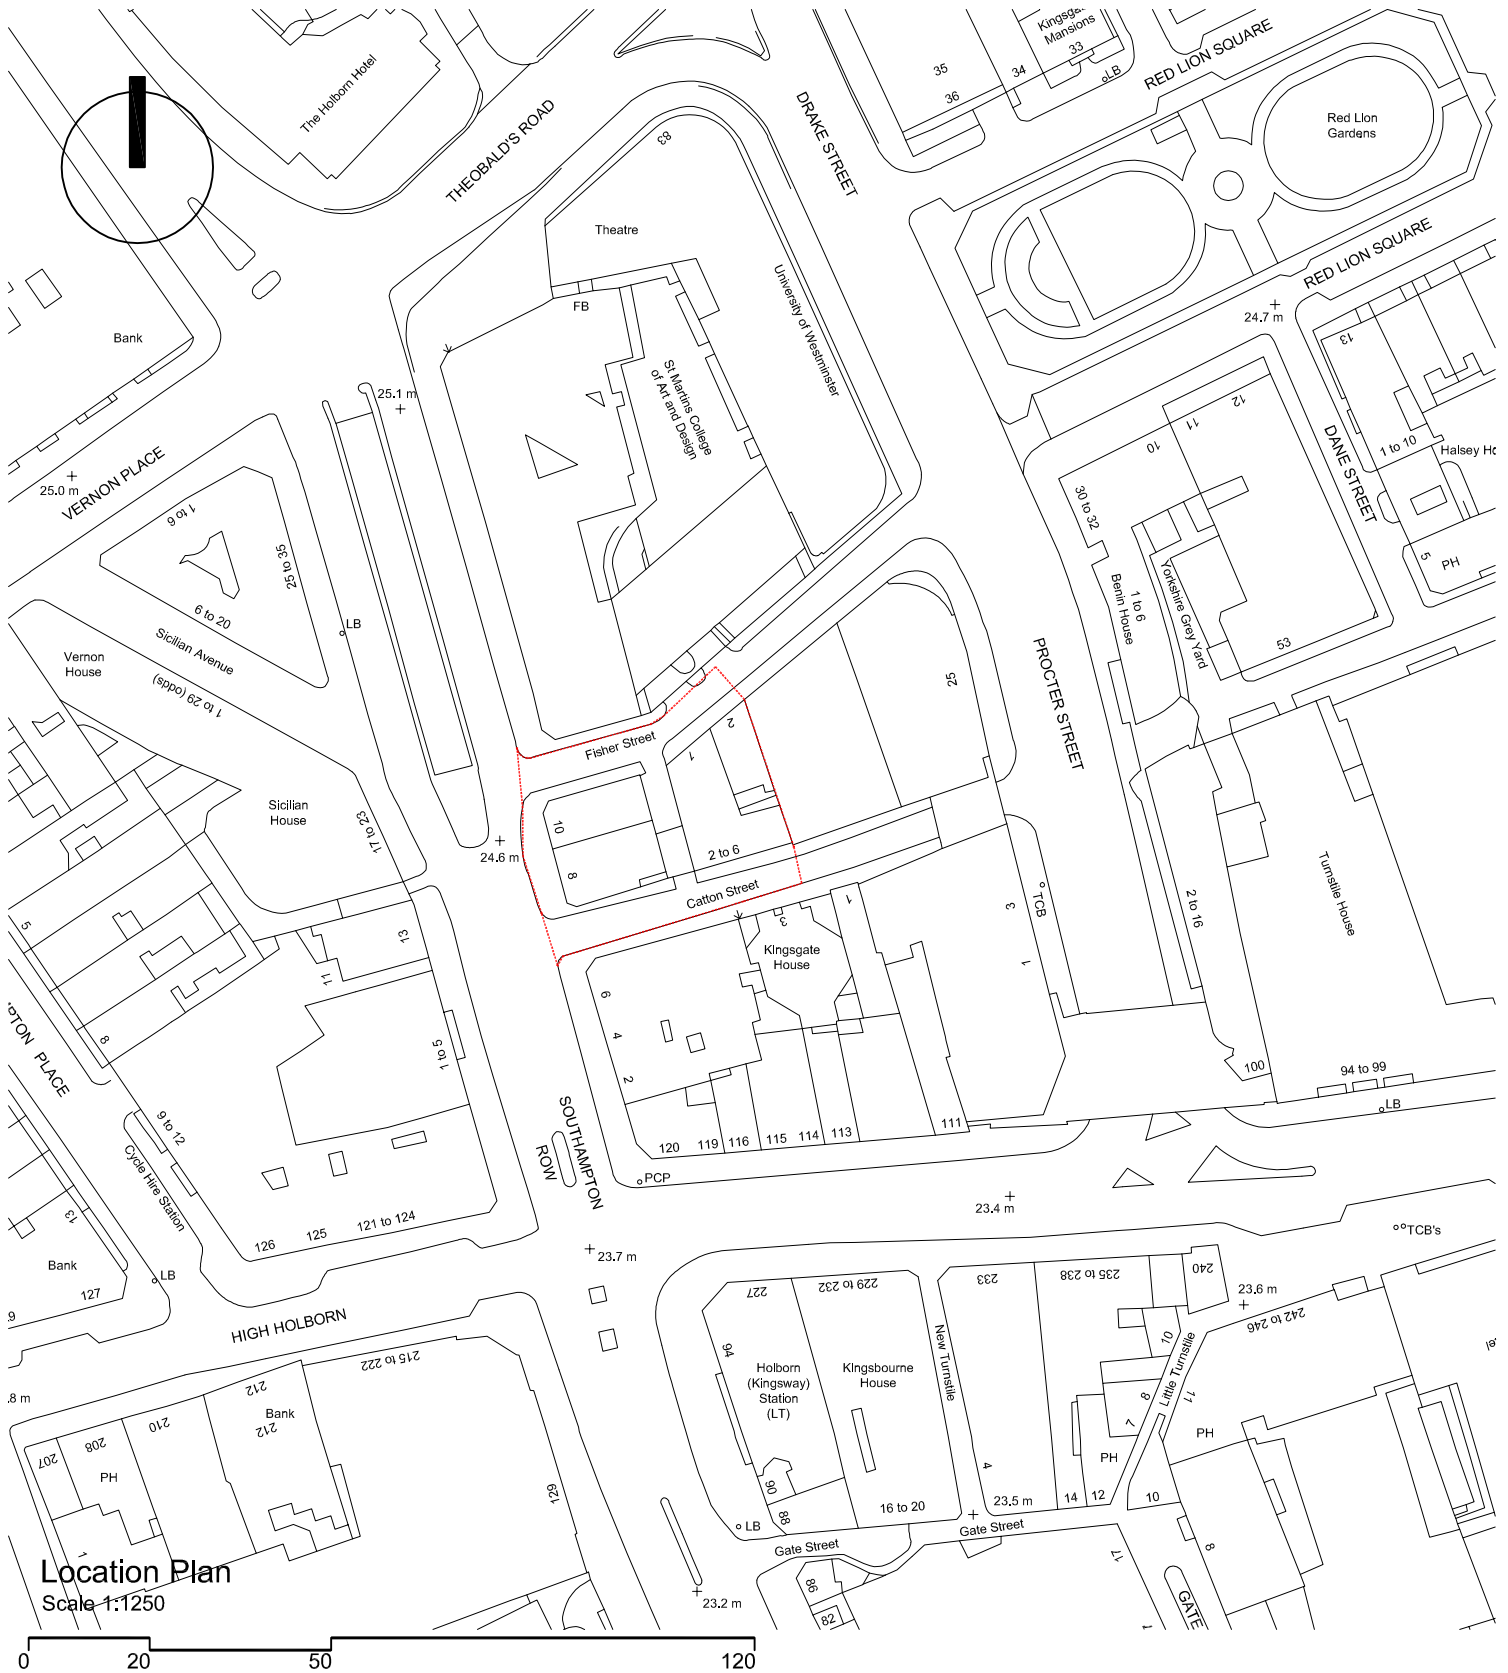 Kingsga
Mansions
33
34
35
36
LB
RED LION SQUARE
Red LIon
Gardens
The Holborn Hotel
THEOBALD'S ROAD
DRAKE STREET
83
Theatre
FB
University of Westminster
St Martins College
of Art and Design
RED LION SQUARE
24.7 m
Bank
25.1 m
25.0 m
VERNON PLACE
1 to 6
25 to 35
9 to 20
Sicilian Avenue
LB
Vernon
House
1 to 29 (odds)
13
12
11
10
30 to 32
DANE STREET
1 to 10
Halsey Ho
5
PH
1 to 6
Benin House
Yorkshire Grey Yard
53
25
PROCTER STREET
2
1
Fisher Street
Sicilian
House
17 to 23
24.6 m
10
8
2 to 6
Catton Street
TCB
2 to 16
Turnstile House
5
8
13
11
3
KIngsgate
House
1
3
1
6
4
2
1 to 5
PTON PLACE
9 to 12
Cycle Hire Station
SOUTHAMPTON
ROW
120
119
116
115
114
113
111
100
94 to 99
LB
PCP
23.4 m
TCB's
126
125
121 to 124
13
Bank
127
LB
9
23.7 m
HIGH HOLBORN
227
229 to 232
233
235 to 238
240
23.6 m
242 to 246
94
Holborn
(Kingsway)
Station
(LT)
KIngsbourne
House
New Turnstile
10
Little Turnstile
8
7
11
PH
PH
tel
.8 m
207
208
210
212
Bank
212
215 to 222
PH
129
1
90
88
16 to 20
4
23.5 m
14
12
10
LB
Gate Street
Gate Street
86
82
17
8
GATE
23.2 m
Location Plan
Scale 1:1250
0
20
50
120